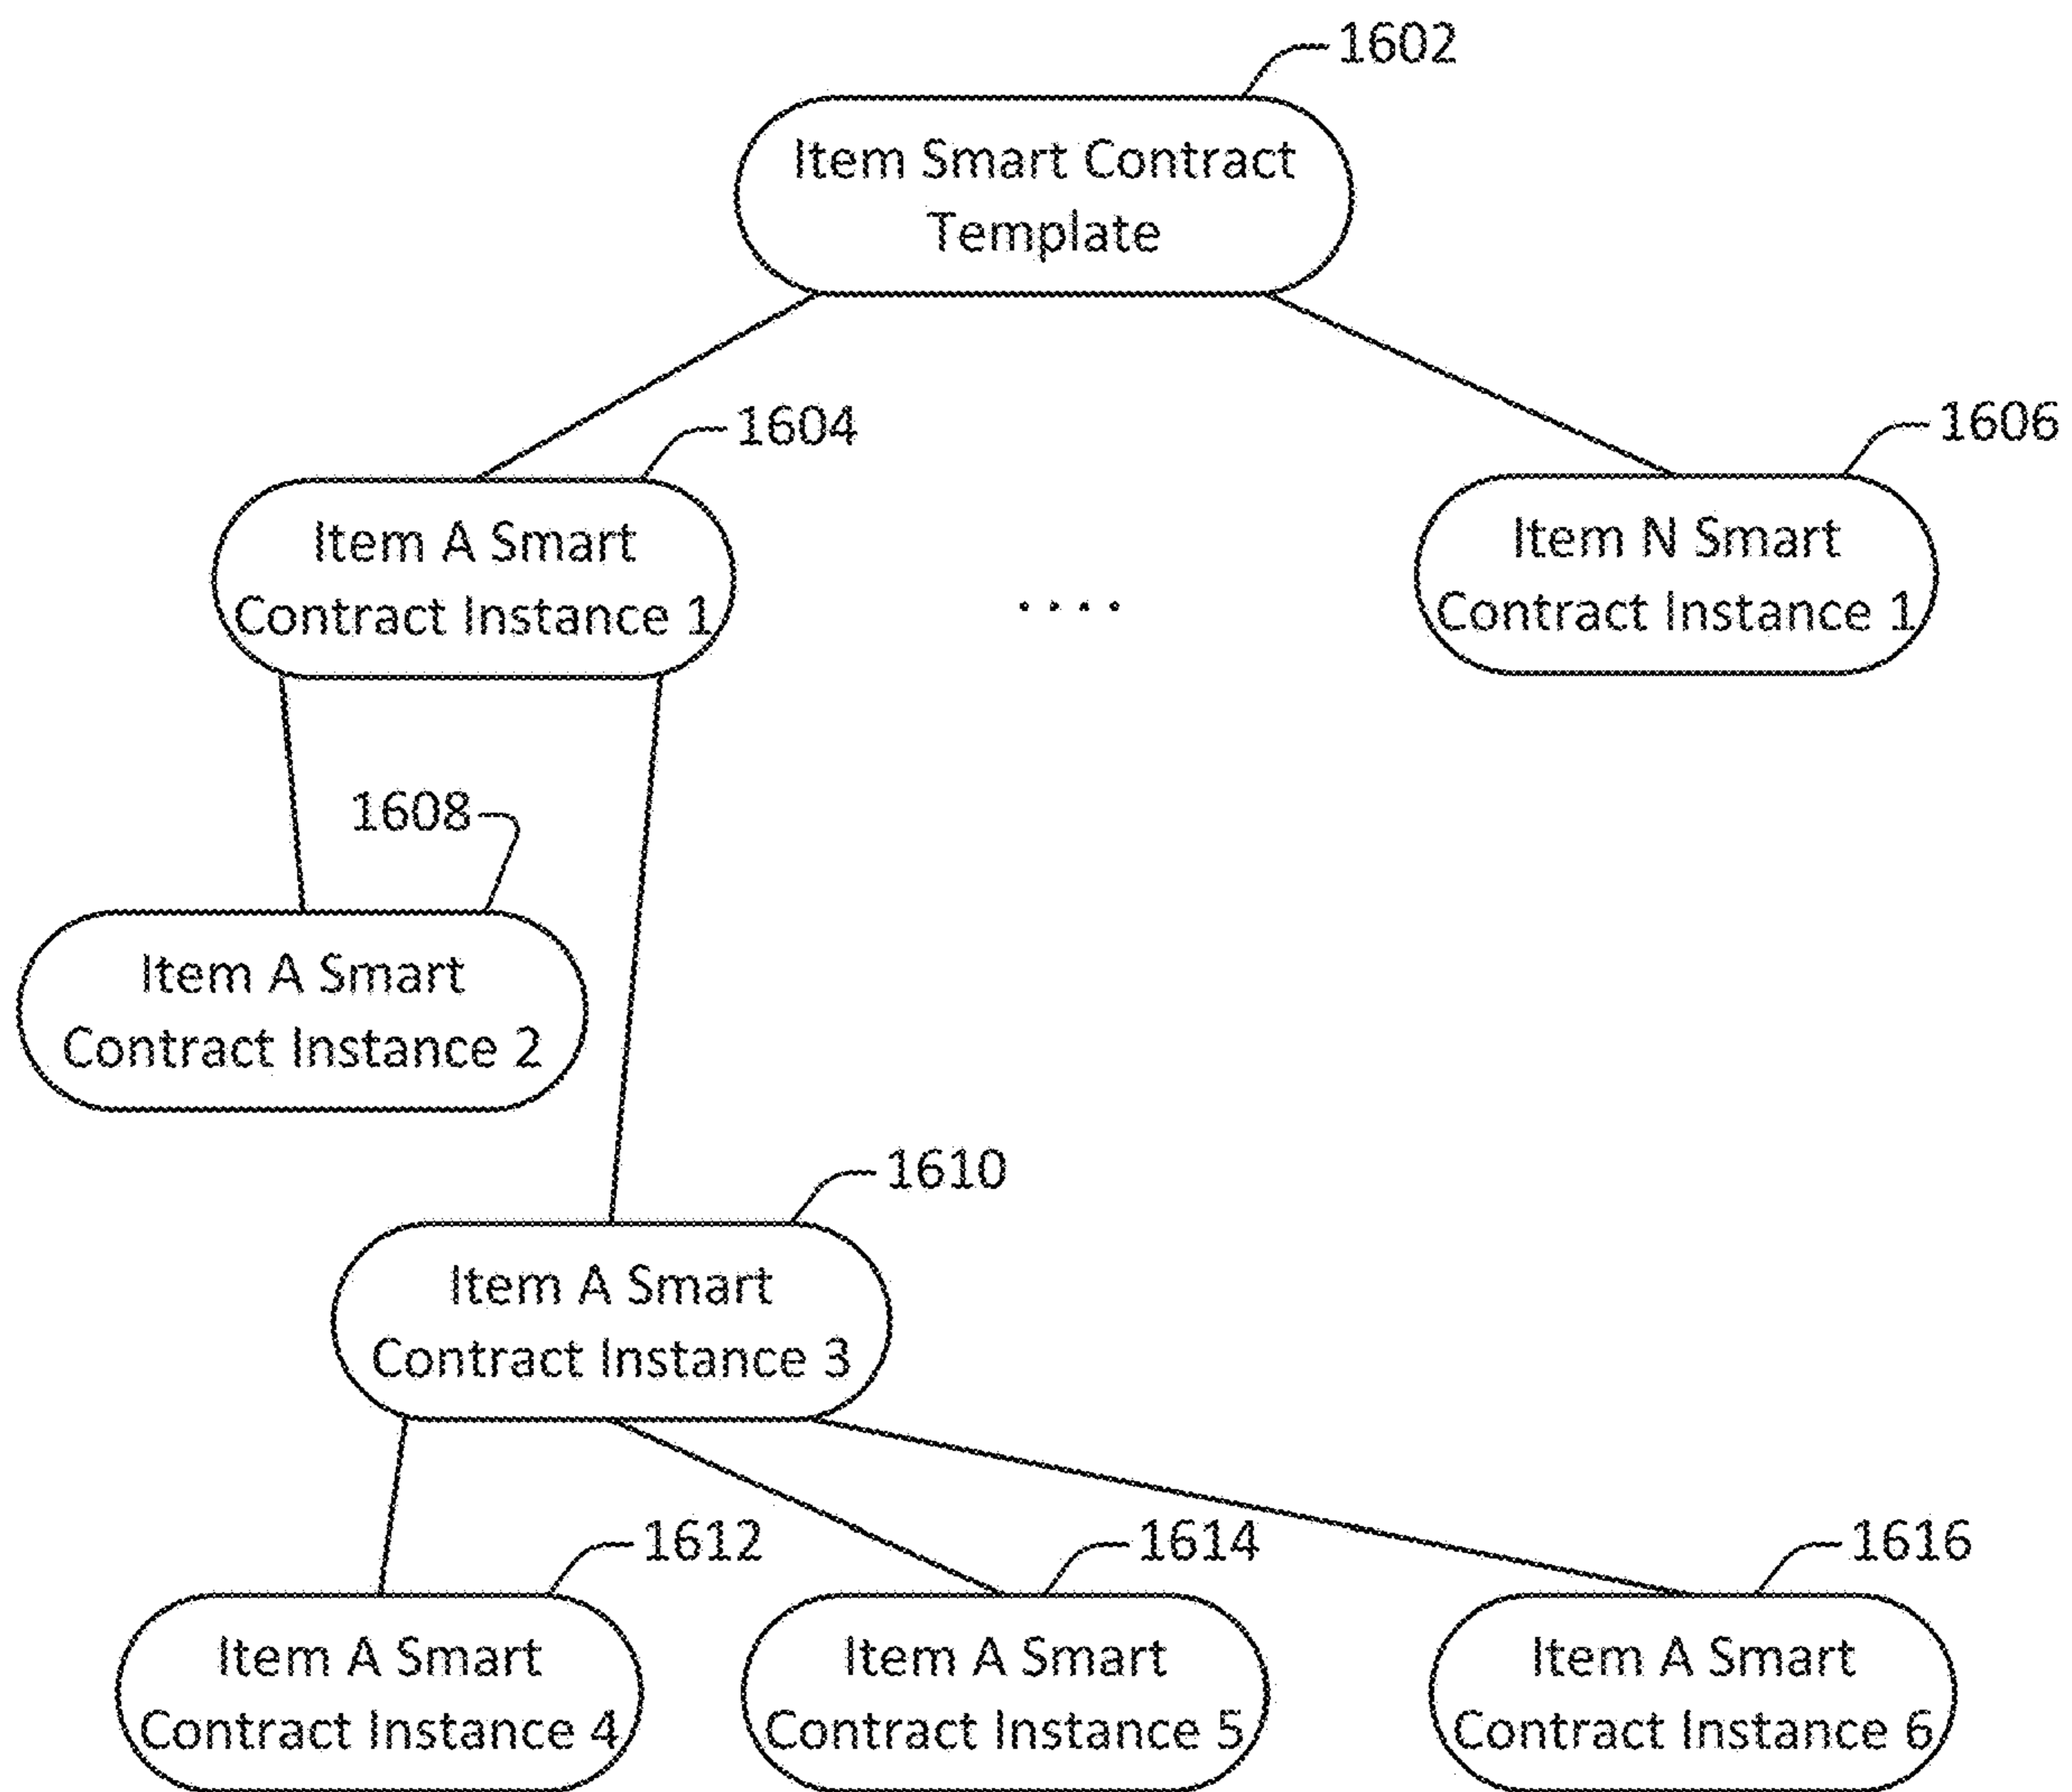 1602
Item Smart Contract
Template
1604
1606
Item A Smart
Contract Instance 1
....
Item N Smart
Contract Instance 1
1608
Item A Smart
Contract Instance 2
1610
Item A Smart
Contract Instance 3
1612
1614
1616
Item A Smart
Contract Instance 4
Item A Smart
Contract Instance 5
Item A Smart
Contract Instance 6